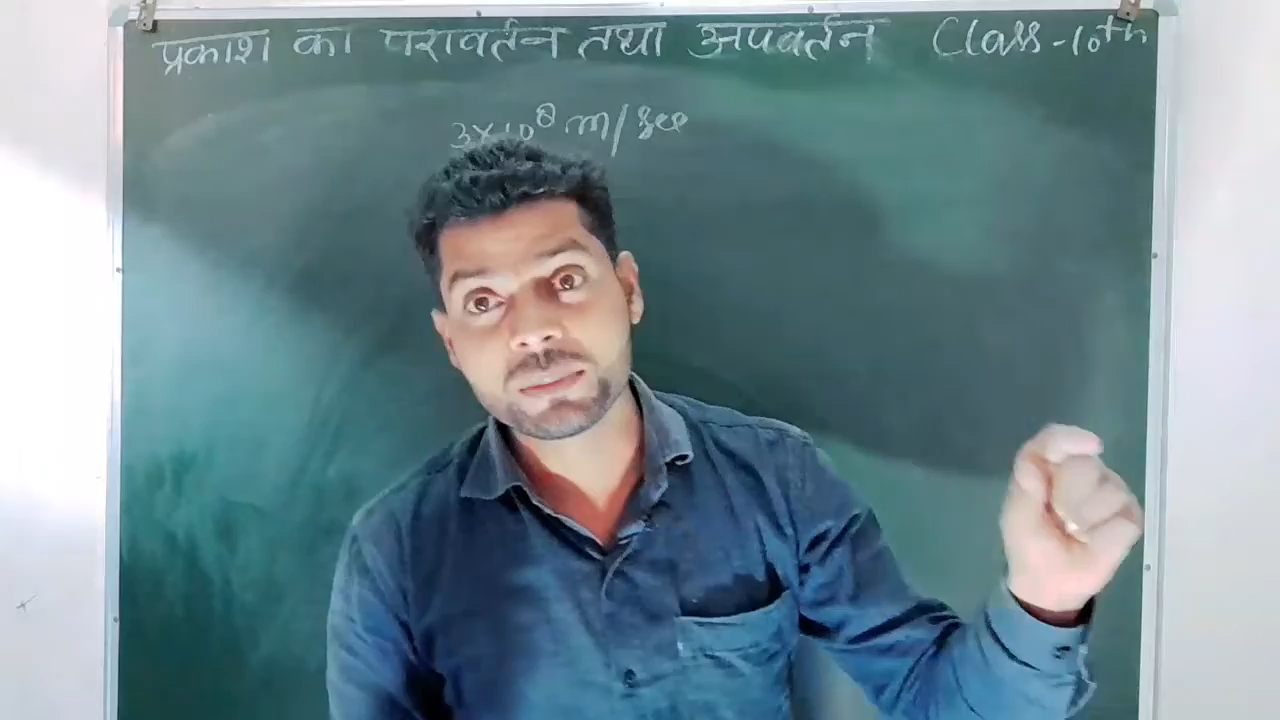 प्रकाश का परावर्तन तथा अपवर्तन Class-10th
3×10⁸ m/sec